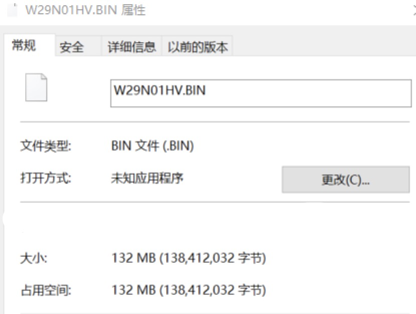 W29N01HV.BIN 属性
常规 安全 详细信息 以前的版本
W29N01HV.BIN
文件类型: BIN 文件 (.BIN)
打开方式: 未知应用程序 更改(C)...
大小: 132 MB (138,412,032 字节)
占用空间: 132 MB (138,412,032 字节)